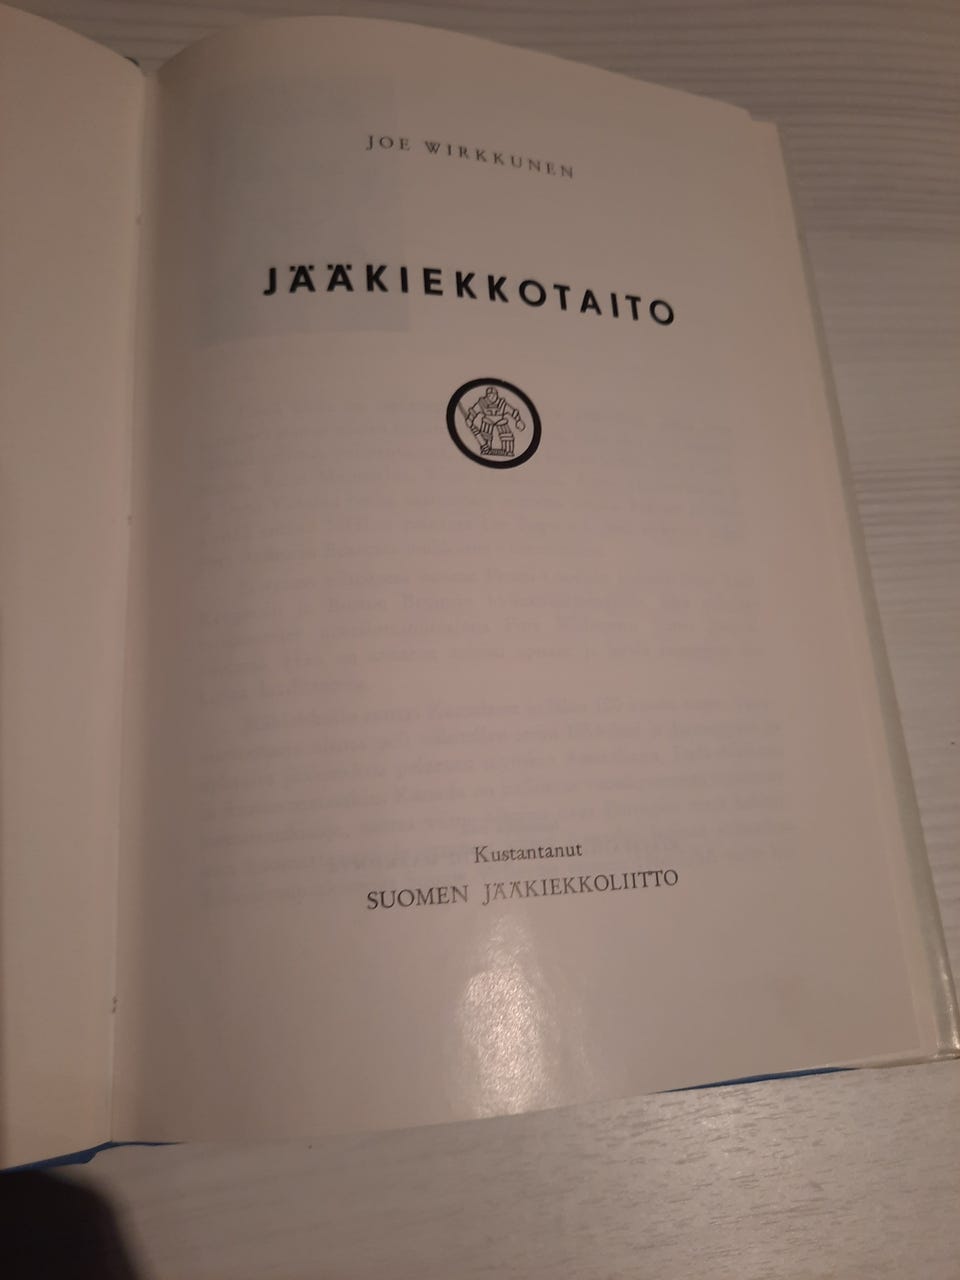 JOE WIRKKUNEN
JÄÄKIEKKOTAITO
Kustantanut
SUOMEN JÄÄKIEKKOLIITTO